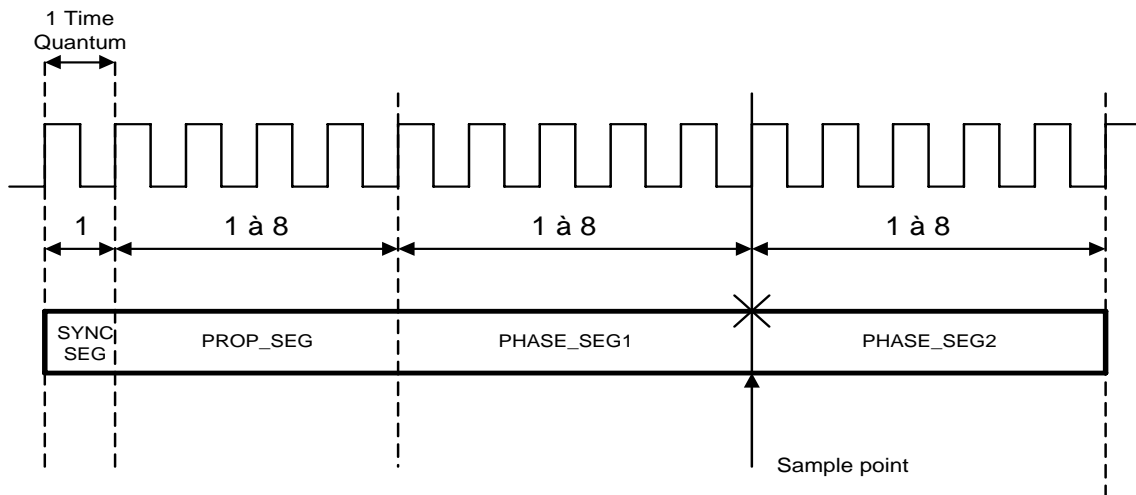 1 Time
Quantum
1
1 à 8
1 à 8
1 à 8
SYNC
SEG
PROP_SEG
PHASE_SEG1
PHASE_SEG2
Sample point